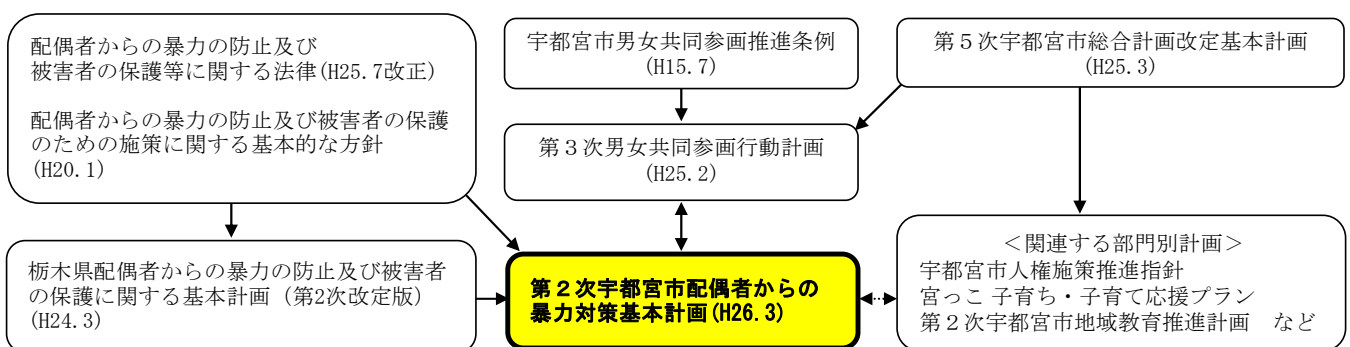 配偶者からの暴力の防止及び
被害者の保護等に関する法律(H25.7改正)
配偶者からの暴力の防止及び被害者の保護
のための施策に関する基本的な方針
(H20.1)
宇都宮市男女共同参画推進条例
(H15.7)
第５次宇都宮市総合計画改定基本計画
(H25.3)
第３次男女共同参画行動計画
(H25.2)
栃木県配偶者からの暴力の防止及び被害者
の保護に関する基本計画（第2次改定版）
(H24.3)
第２次宇都宮市配偶者からの
暴力対策基本計画(H26.3)
＜関連する部門別計画＞
宇都宮市人権施策推進指針
宮っこ 子育ち・子育て応援プラン
第２次宇都宮市地域教育推進計画　など